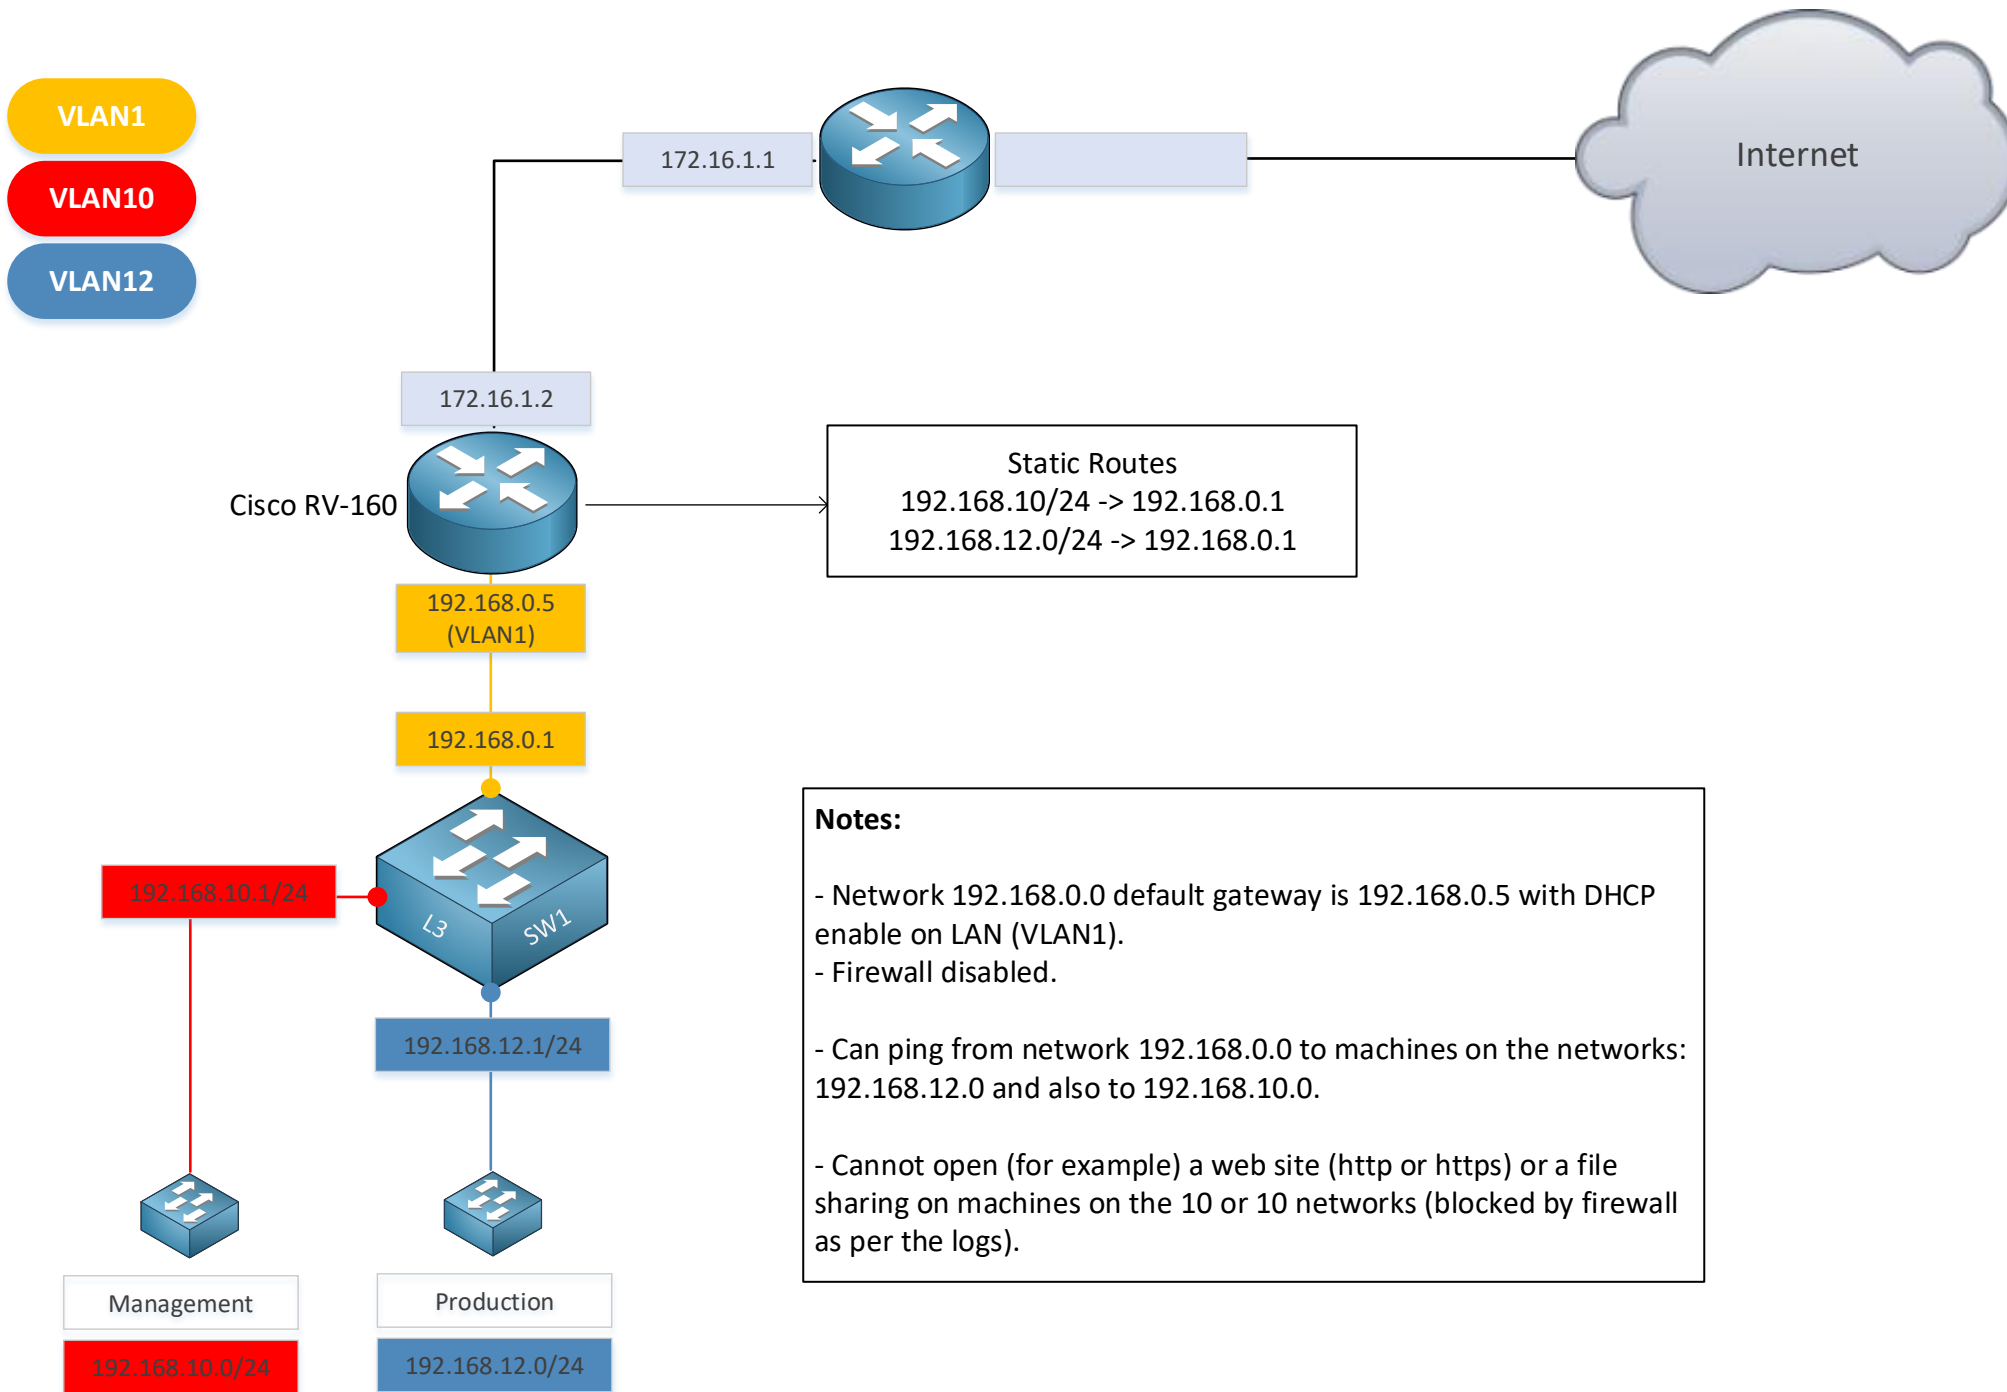 VLAN1
VLAN10
VLAN12
172.16.1.1
Internet
172.16.1.2
Cisco RV-160
Static Routes
192.168.10/24 -> 192.168.0.1
192.168.12.0/24 -> 192.168.0.1
192.168.0.5
(VLAN1)
192.168.0.1
192.168.10.1/24
L3
SW1
192.168.12.1/24
Notes:
- Network 192.168.0.0 default gateway is 192.168.0.5 with DHCP
enable on LAN (VLAN1).
- Firewall disabled.
- Can ping from network 192.168.0.0 to machines on the networks:
192.168.12.0 and also to 192.168.10.0.
- Cannot open (for example) a web site (http or https) or a file
sharing on machines on the 10 or 10 networks (blocked by firewall
as per the logs).
Management
Production
192.168.10.0/24
192.168.12.0/24